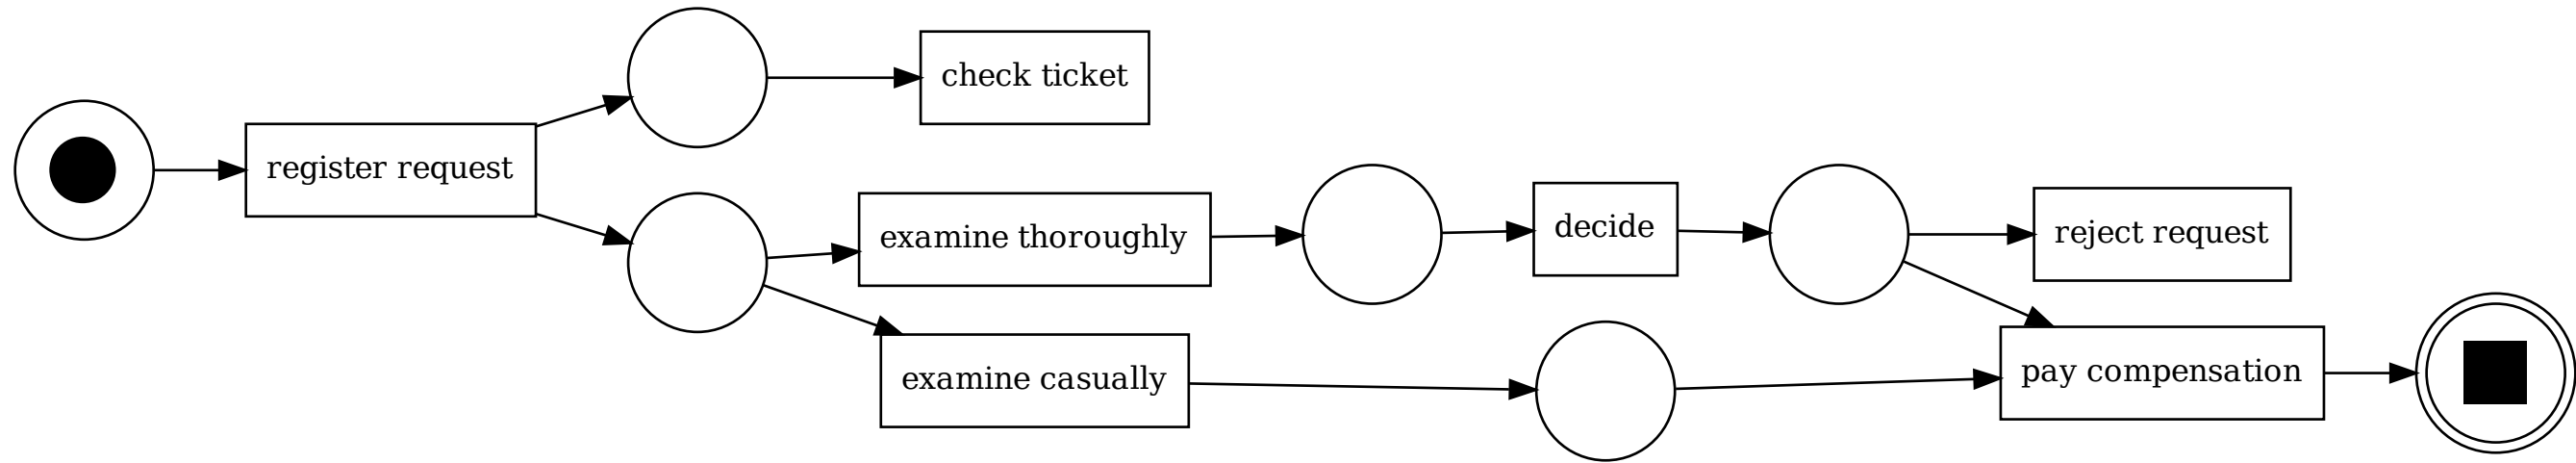 register request
check ticket
examine thoroughly
examine casually
decide
reject request
pay compensation